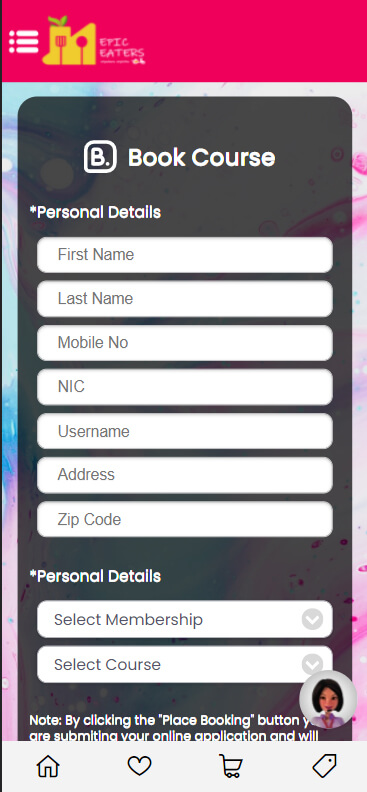 EPIC
EATERS
B. Book Course
*Personal Details
First Name
Last Name
Mobile No
NIC
Username
Address
Zip Code
*Personal Details
Select Membership
Select Course
Note: By clicking the "Place Booking" button
are submiting your online application and will